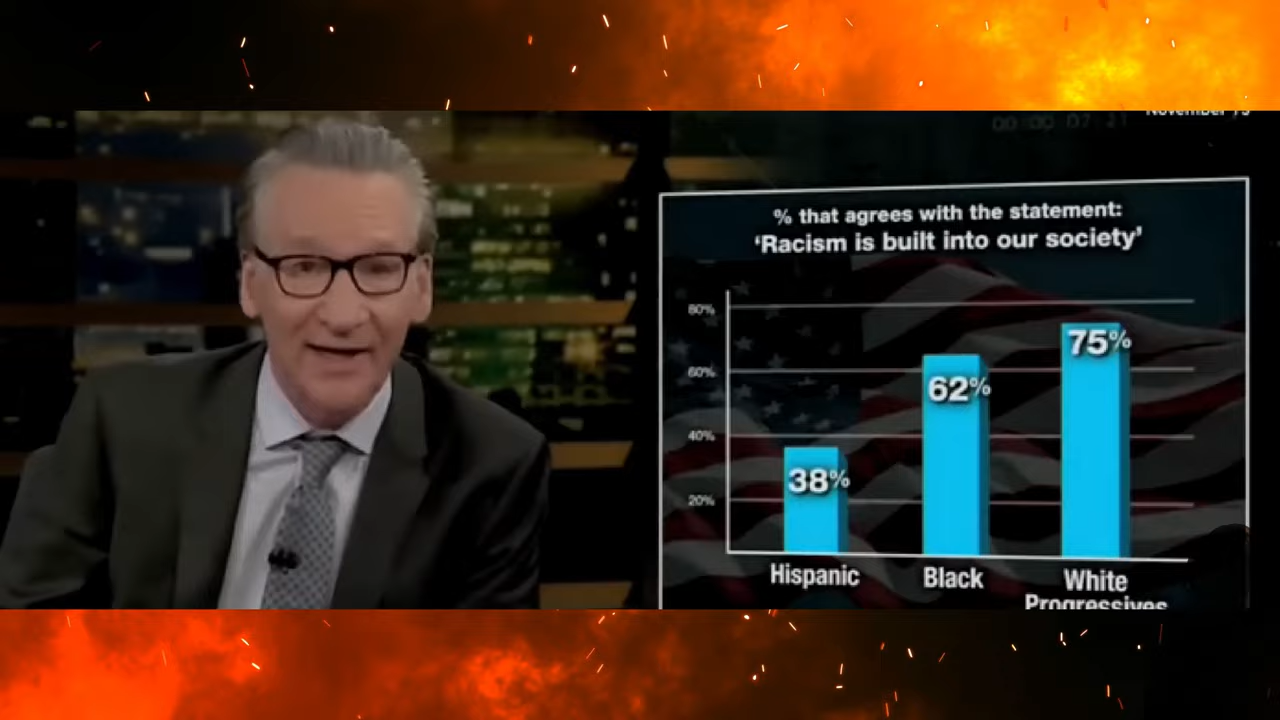 % that agrees with the statement:
'Racism is built into our society'
80%
60%
40%
20%
38%
62%
75%
Hispanic
Black
White
Progressives